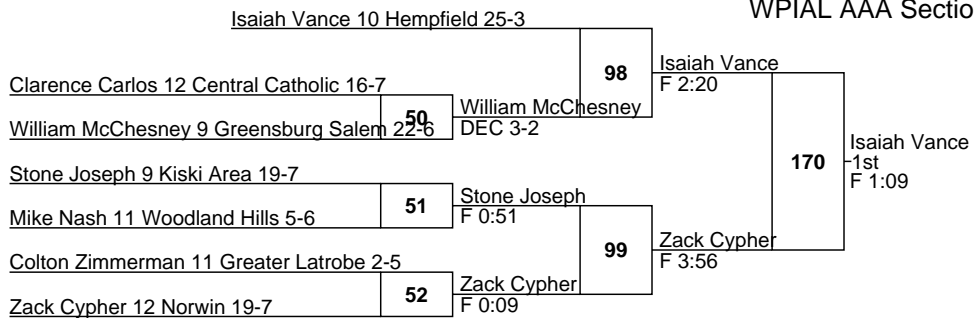 WPIAL AAA Sectio
Isaiah Vance 10 Hempfield 25-3
98
Isaiah Vance
F 2:20
Clarence Carlos 12 Central Catholic 16-7
50
William McChesney
DEC 3-2
William McChesney 9 Greensburg Salem 22-6
170
Isaiah Vance
1st
F 1:09
Stone Joseph 9 Kiski Area 19-7
51
Stone Joseph
F 0:51
Mike Nash 11 Woodland Hills 5-6
99
Zack Cypher
F 3:56
Colton Zimmerman 11 Greater Latrobe 2-5
52
Zack Cypher
F 0:09
Zack Cypher 12 Norwin 19-7